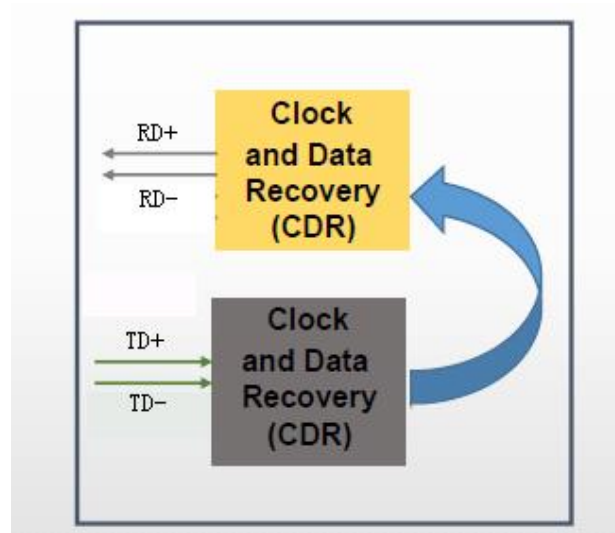 RD+
RD-
Clock
and Data
Recovery
(CDR)
TD+
TD-
Clock
and Data
Recovery
(CDR)